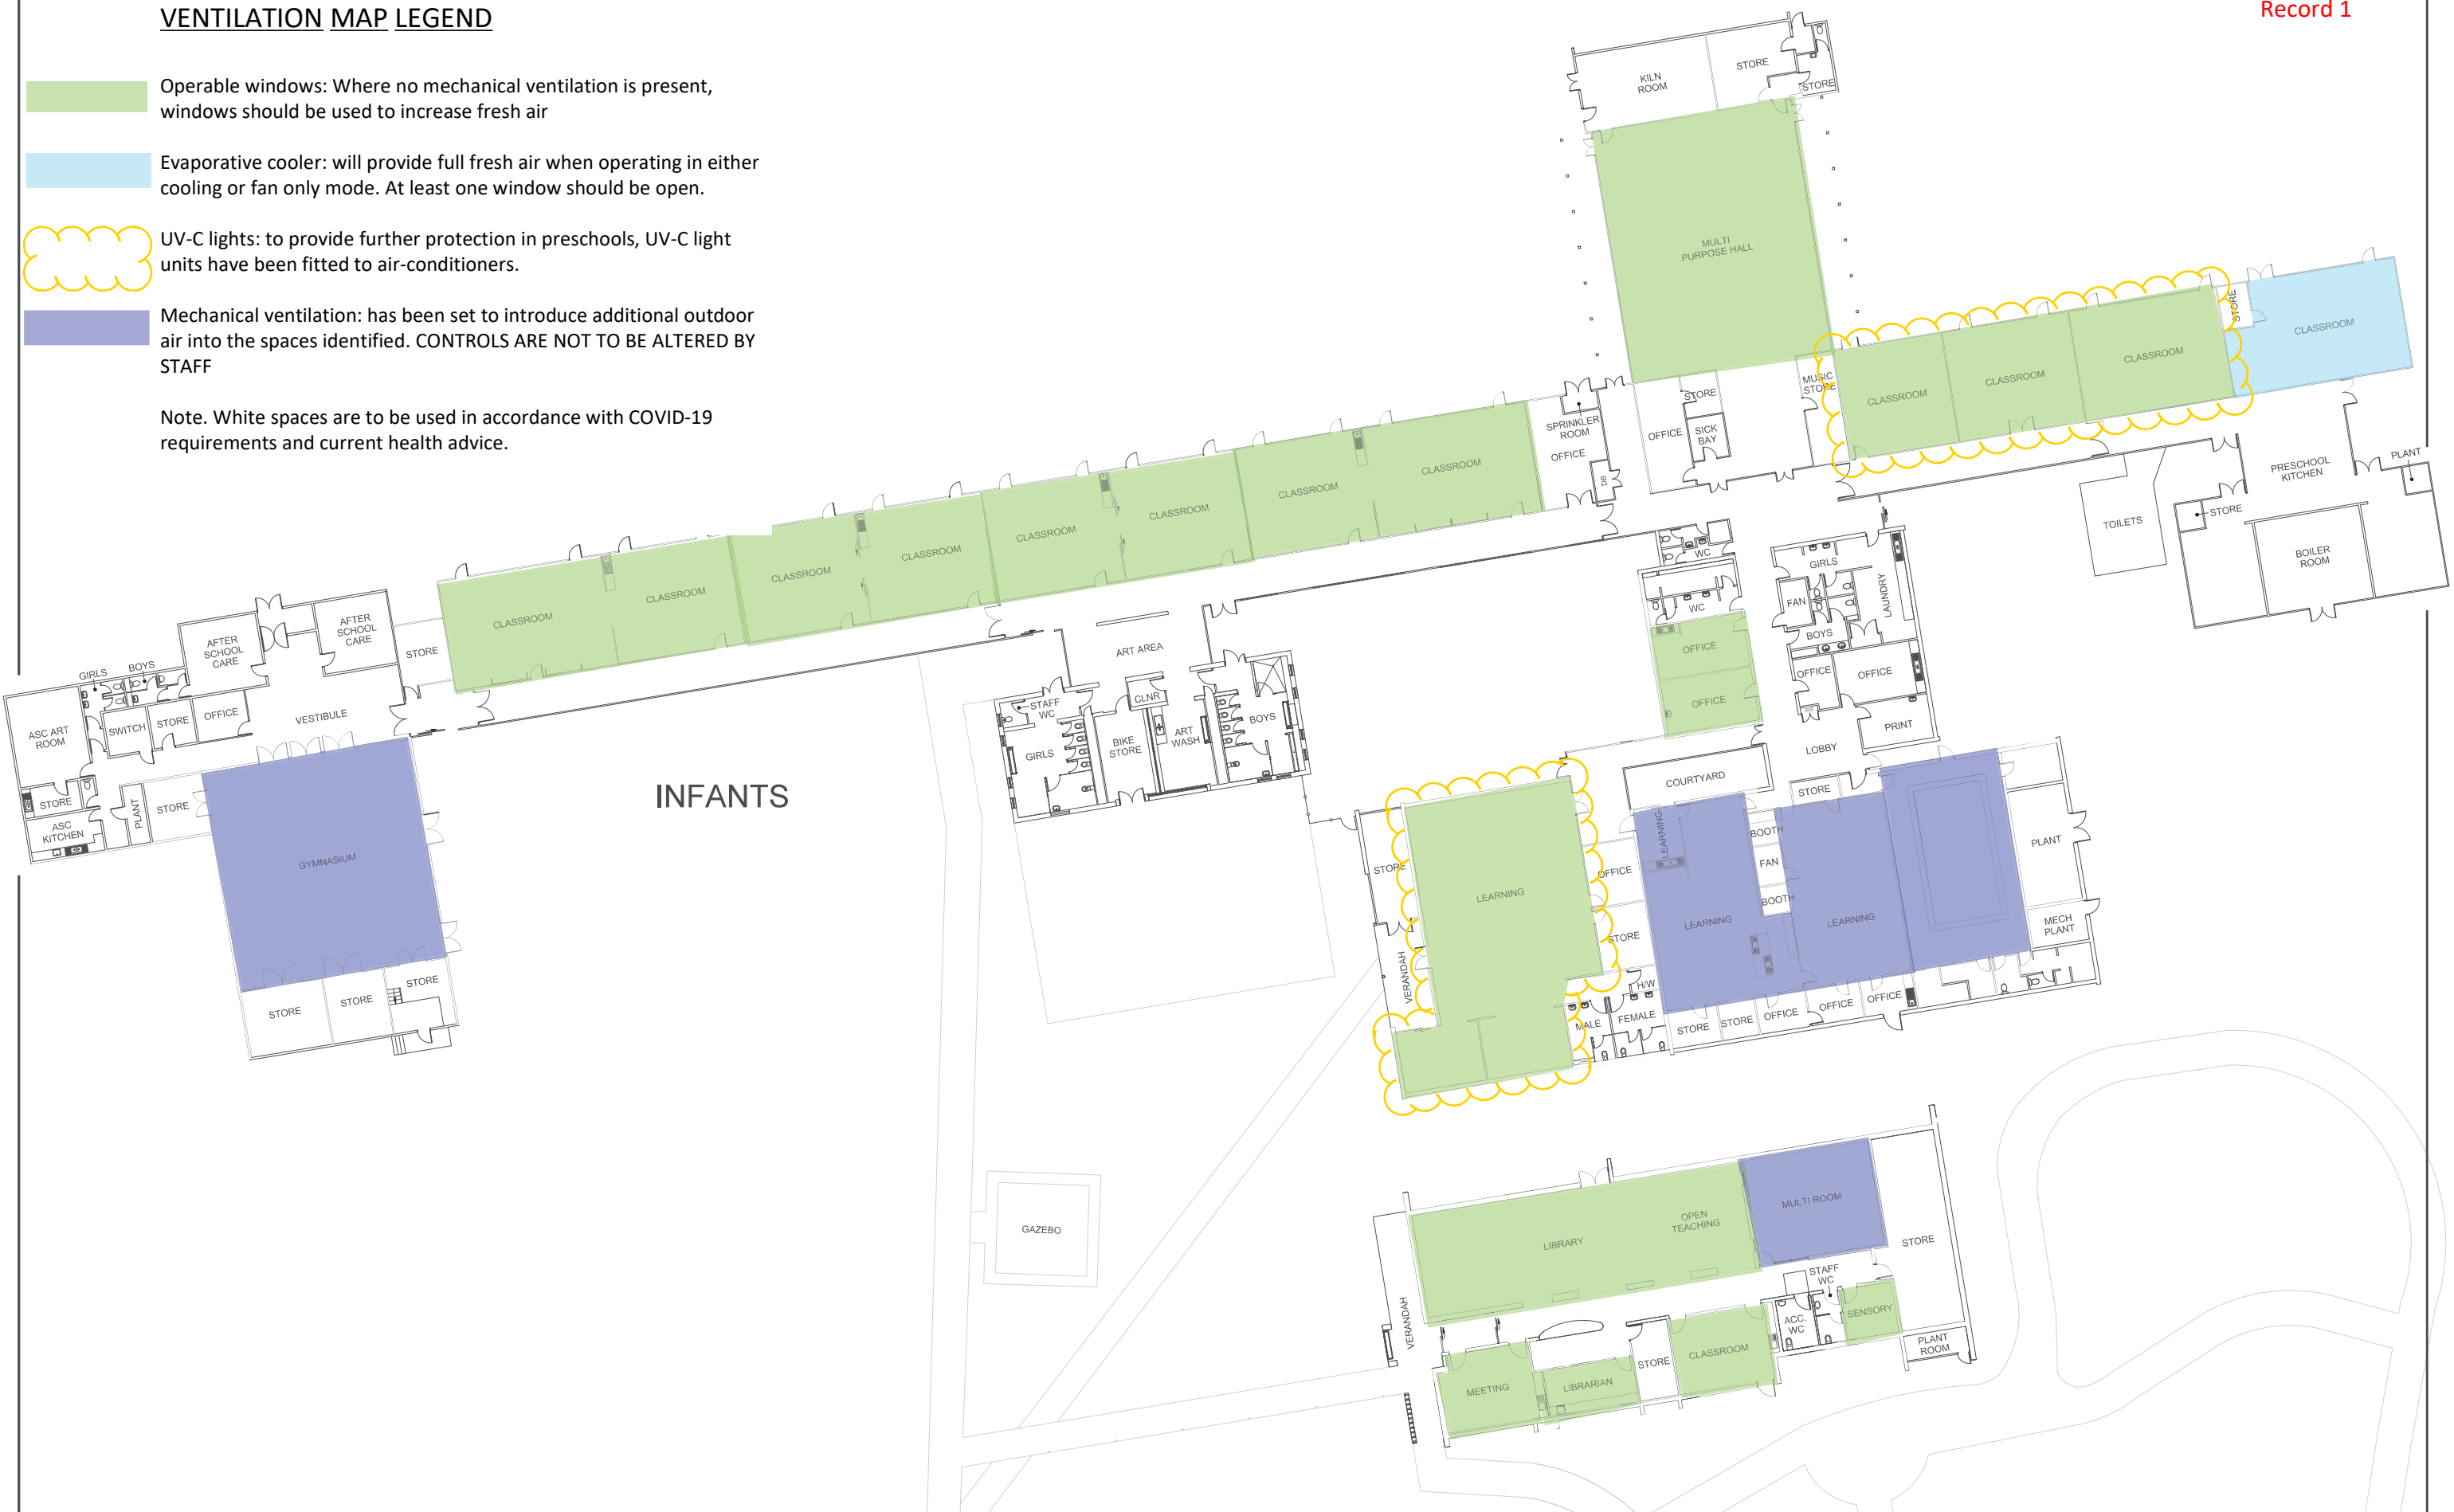 VENTILATION MAP LEGEND
Record 1
Operable windows: Where no mechanical ventilation is present,
windows should be used to increase fresh air
Evaporative cooler: will provide full fresh air when operating in either
cooling or fan only mode. At least one window should be open.
UV-C lights: to provide further protection in preschools, UV-C light
units have been fitted to air-conditioners.
Mechanical ventilation: has been set to introduce additional outdoor
air into the spaces identified. CONTROLS ARE NOT TO BE ALTERED BY
STAFF
Note. White spaces are to be used in accordance with COVID-19
requirements and current health advice.
KILN
ROOM
STORE
STORE
MULTI
PURPOSE HALL
STORE
CLASSROOM
CLASSROOM
CLASSROOM
CLASSROOM
MUSIC
STORE
STORE
OFFICE
SICK
BAY
SPRINKLER
ROOM
OFFICE
DB
CLASSROOM
CLASSROOM
CLASSROOM
CLASSROOM
CLASSROOM
CLASSROOM
CLASSROOM
CLASSROOM
PRESCHOOL
KITCHEN
PLANT
STORE
TOILETS
BOILER
ROOM
WC
WC
OFFICE
OFFICE
GIRLS
FAN
LAUNDRY
BOYS
OFFICE
OFFICE
PRINT
LOBBY
COURTYARD
STORE
AFTER
SCHOOL
CARE
AFTER
SCHOOL
CARE
STORE
GIRLS
BOYS
ASC ART
ROOM
SWITCH
STORE
OFFICE
VESTIBULE
STORE
PLANT
STORE
ASC
KITCHEN
GYMNASIUM
STORE
STORE
STORE
INFANTS
ART AREA
STAFF
WC
CLNR
GIRLS
BIKE
STORE
ART
WASH
BOYS
STORE
LEARNING
OFFICE
STORE
VERANDAH
LEARNING
LEARNING
BOOTH
FAN
BOOTH
LEARNING
PLANT
MECH
PLANT
H/W
MALE
FEMALE
STORE
STORE
OFFICE
OFFICE
OFFICE
GAZEBO
LIBRARY
OPEN
TEACHING
MULTI ROOM
STORE
STAFF
WC
ACC.
WC
SENSORY
PLANT
ROOM
VERANDAH
MEETING
LIBRARIAN
STORE
CLASSROOM